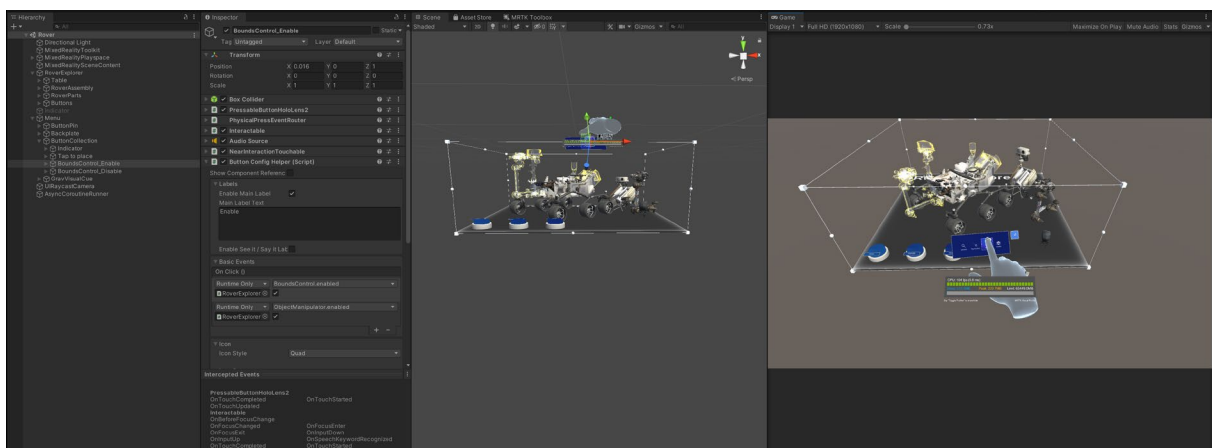 Hierarchy
All
Rover
Directional Light
MixedRealityToolkit
MixedRealityPlayspace
MixedRealitySceneContent
RoverExplorer
Table
RoverAssembly
RoverParts
Buttons
Indicator
Menu
ButtonPin
Backplate
ButtonCollection
Indicator
Tap to place
BoundsControl_Enable
BoundsControl_Disable
GravVisualCue
UIRaycastCamera
AsyncCoroutineRunner
Inspector
BoundsControl_Enable
Static
Tag Untagged Layer Default
Transform
Position X 0.016 Y 0 Z 1
Rotation X 0 Y 0 Z 0
Scale X 1 Y 1 Z 1
Box Collider
PressableButtonHoloLens2
PhysicalPressEventRouter
Interactable
Audio Source
NearInteractionTouchable
Button Config Helper (Script)
Show Component Referenc
Labels
Enable Main Label
Main Label Text
Enable
Enable See It / Say It Lab
Basic Events
On Click ()
Runtime Only BoundsControl.enabled
RoverExplorer
Runtime Only ObjectManipulator.enabled
RoverExplorer
Icon
Icon Style Quad
Intercepted Events
PressableButtonHoloLens2
OnTouchCompleted OnTouchStarted
OnTouchUpdated
Interactable
OnBeforeFocusChange
OnFocusChanged OnFocusEnter
OnFocusExit OnInputDown
OnInputUp OnSpeechKeywordRecognized
OnTouchCompleted OnTouchStarted
Scene Asset Store MRTK Toolbox
Shaded 2D Gizmos All
y
x
Persp
Game
Display 1 Full HD (1920x1080) Scale 0.73x Maximize On Play Mute Audio Stats Gizmos